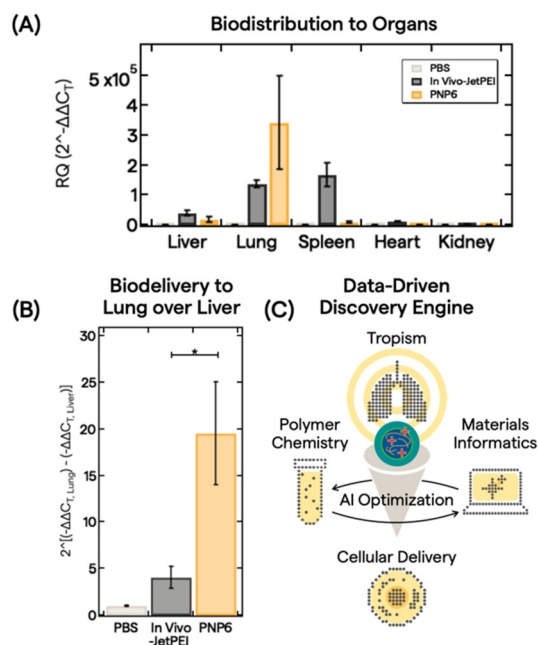 (A)
Biodistribution to Organs
RQ (2^-ΔΔCT)
5 x10⁵
4
3
2
1
0
PBS
In Vivo-JetPEI
PNP6
Liver
Lung
Spleen
Heart
Kidney
(B)
Biodelivery to
Lung over Liver
2^[(-ΔΔCT, Lung) - (-ΔΔCT, Liver)]
30
25
20
15
10
5
0
*
PBS
In Vivo
-JetPEI
PNP6
(C)
Data-Driven
Discovery Engine
Tropism
Polymer
Chemistry
Materials
Informatics
AI Optimization
Cellular Delivery